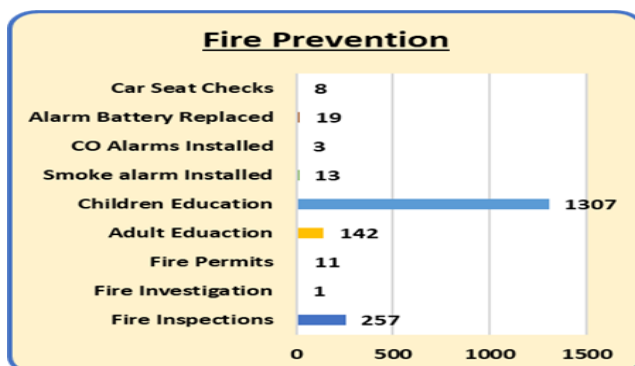 Fire Prevention
Car Seat Checks 8
Alarm Battery Replaced 19
CO Alarms Installed 3
Smoke alarm Installed 13
Children Education 1307
Adult Eduaction 142
Fire Permits 11
Fire Investigation 1
Fire Inspections 257
0 500 1000 1500